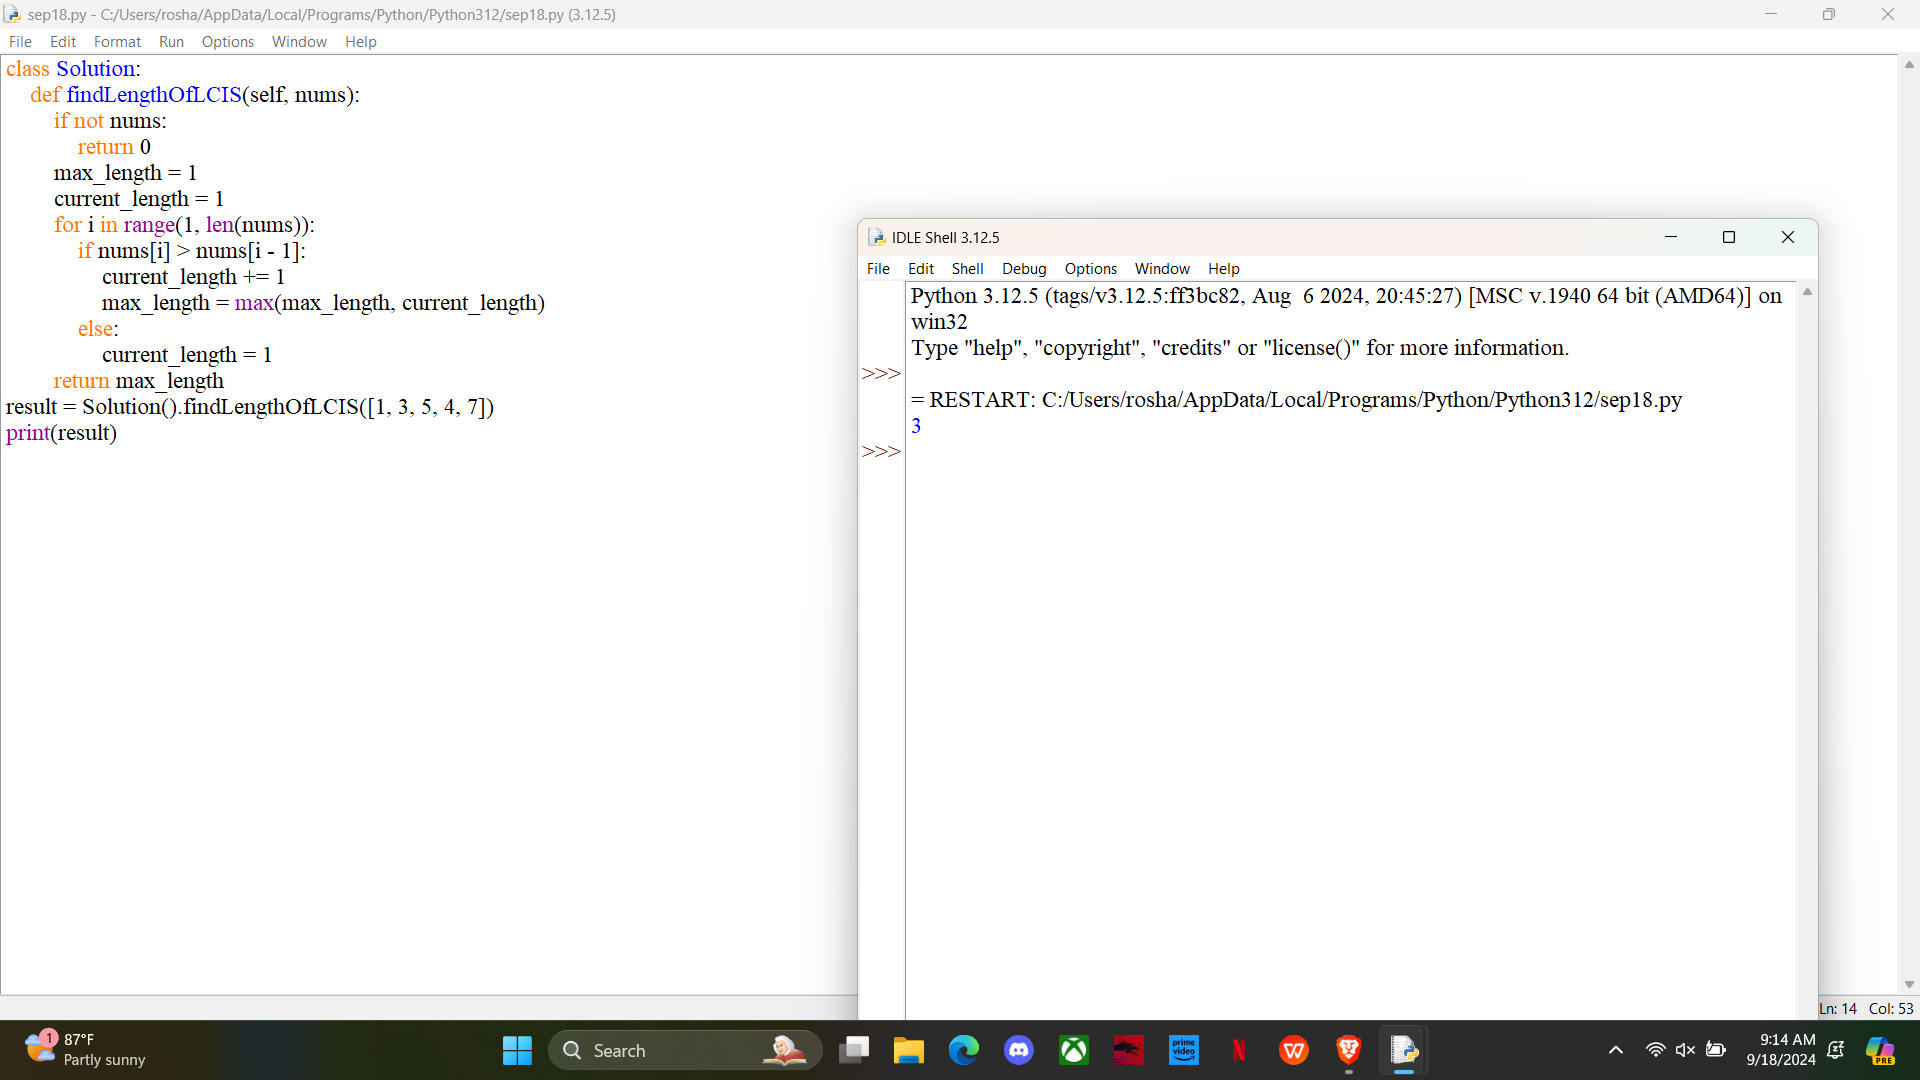 sep18.py - C:/Users/rosha/AppData/Local/Programs/Python/Python312/sep18.py (3.12.5)
File Edit Format Run Options Window Help
class Solution:
def findLengthOfLCIS(self, nums):
if not nums:
return 0
max_length = 1
current_length = 1
for i in range(1, len(nums)):
if nums[i] > nums[i - 1]:
current_length += 1
max_length = max(max_length, current_length)
else:
current_length = 1
return max_length
result = Solution().findLengthOfLCIS([1, 3, 5, 4, 7])
print(result)
IDLE Shell 3.12.5
File Edit Shell Debug Options Window Help
Python 3.12.5 (tags/v3.12.5:ff3bc82, Aug  6 2024, 20:45:27) [MSC v.1940 64 bit (AMD64)] on
win32
Type "help", "copyright", "credits" or "license()" for more information.
>>>
= RESTART: C:/Users/rosha/AppData/Local/Programs/Python/Python312/sep18.py
3
>>>
Ln: 14 Col: 53
1
87°F
Partly sunny
Search
prime video
N
W
9:14 AM
9/18/2024
PRE